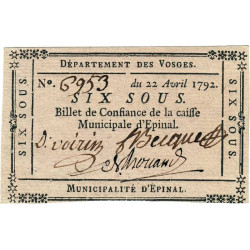 DÉPARTEMENT DES VOSGES.
N°. 6953 du 22 Avril 1792.
SIX SOUS.
Billet de Confiance de la caisse
Municipale d'Epinal.
MUNICIPALITÉ D'EPINAL.
SIX SOUS.
SIX SOUS.